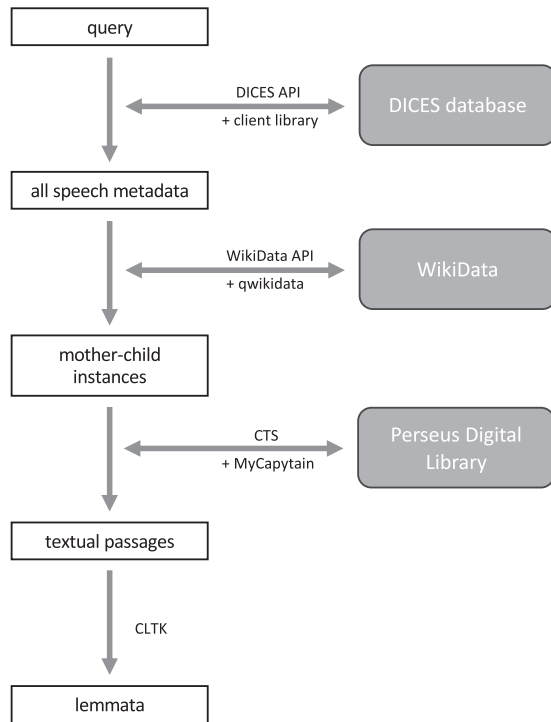 query
DICES API
+ client library
DICES database
all speech metadata
WikiData API
+ qwikidata
WikiData
mother-child
instances
CTS
+ MyCapytain
Perseus Digital
Library
textual passages
CLTK
lemmata